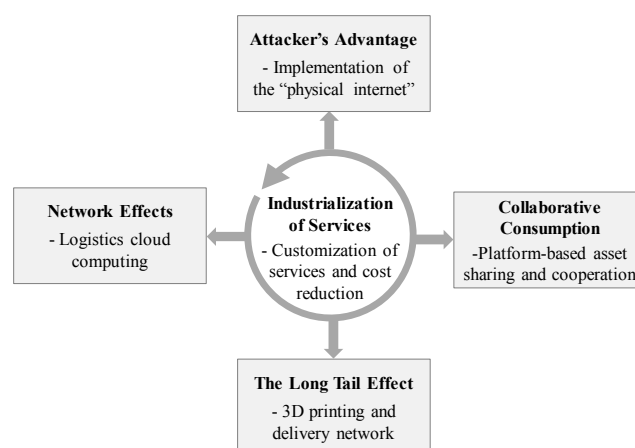 Attacker's Advantage
- Implementation of
the “physical internet”
Network Effects
- Logistics cloud
computing
Industrialization
of Services
- Customization of
services and cost
reduction
Collaborative
Consumption
-Platform-based asset
sharing and cooperation
The Long Tail Effect
- 3D printing and
delivery network